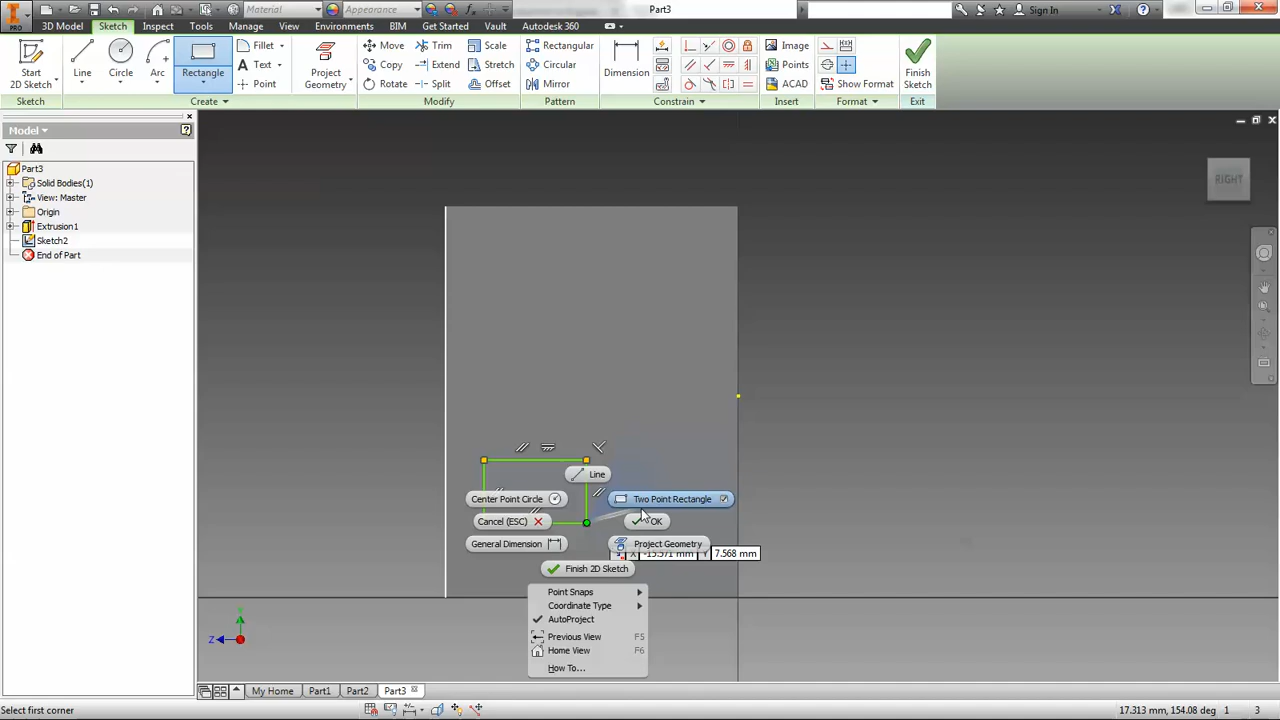 Material
Appearance
Part3
Sign In
PRO
3D Model Sketch Inspect Tools Manage View Environments BIM Get Started Vault Autodesk 360
Start
2D Sketch
Line
Circle
Arc
Rectangle
Fillet
Text
Point
Project
Geometry
Move
Copy
Rotate
Trim
Extend
Split
Scale
Stretch
Offset
Rectangular
Circular
Mirror
Dimension
Image
Points
ACAD
Show Format
Finish
Sketch
Sketch
Create
Modify
Pattern
Constrain
Insert
Format
Exit
Model
Part3
Solid Bodies(1)
View: Master
Origin
Extrusion1
Sketch2
End of Part
RIGHT
Line
Center Point Circle
Two Point Rectangle
Cancel (ESC)
OK
General Dimension
Project Geometry
X -15.571 mm Y 7.568 mm
Finish 2D Sketch
Point Snaps
Coordinate Type
AutoProject
Previous View F5
Home View F6
How To...
Z
My Home Part1 Part2 Part3
Select first corner
17.313 mm, 154.08 deg 1 3